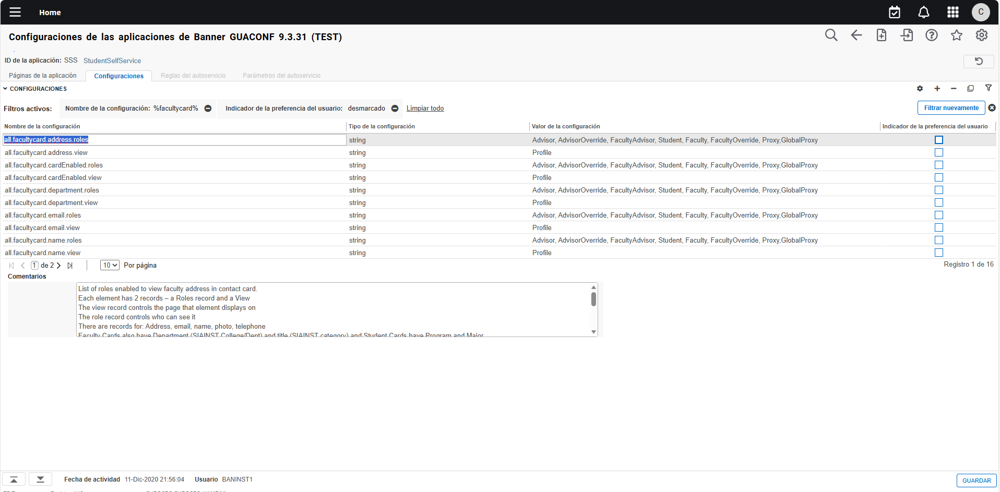 Home
C
Configuraciones de las aplicaciones de Banner GUACONF 9.3.31 (TEST)
ID de la aplicación: SSS StudentSelfService
Páginas de la aplicación Configuraciones Reglas del autoservicio Parámetros del autoservicio
CONFIGURACIONES
Filtros activos: Nombre de la configuración: %facultycard% Indicador de la preferencia del usuario: desmarcado Limpiar todo Filtrar nuevamente
Nombre de la configuración Tipo de la configuración Valor de la configuración Indicador de la preferencia del usuario
all.facultycard.address.roles string Advisor, AdvisorOverride, FacultyAdvisor, Student, Faculty, FacultyOverride, Proxy,GlobalProxy
all.facultycard.address.view string Profile
all.facultycard.cardEnabled.roles string Advisor, AdvisorOverride, FacultyAdvisor, Student, Faculty, FacultyOverride, Proxy,GlobalProxy
all.facultycard.cardEnabled.view string Profile
all.facultycard.department.roles string Advisor, AdvisorOverride, FacultyAdvisor, Student, Faculty, FacultyOverride, Proxy,GlobalProxy
all.facultycard.department.view string Profile
all.facultycard.email.roles string Advisor, AdvisorOverride, FacultyAdvisor, Student, Faculty, FacultyOverride, Proxy,GlobalProxy
all.facultycard.email.view string Profile
all.facultycard.name.roles string Advisor, AdvisorOverride, FacultyAdvisor, Student, Faculty, FacultyOverride, Proxy,GlobalProxy
all.facultycard.name.view string Profile
1 de 2 10 Por página Registro 1 de 16
Comentarios
List of roles enabled to view faculty address in contact card.
Each element has 2 records – a Roles record and a View
The view record controls the page that element displays on
The role record controls who can see it
There are records for: Address, email, name, photo, telephone
Faculty Cards also have Department (SIAINST College/Dept) and title (SIAINST category) and Student Cards have Program and Major
Fecha de actividad 11-Dic-2020 21:56:04 Usuario BANINST1 GUARDAR